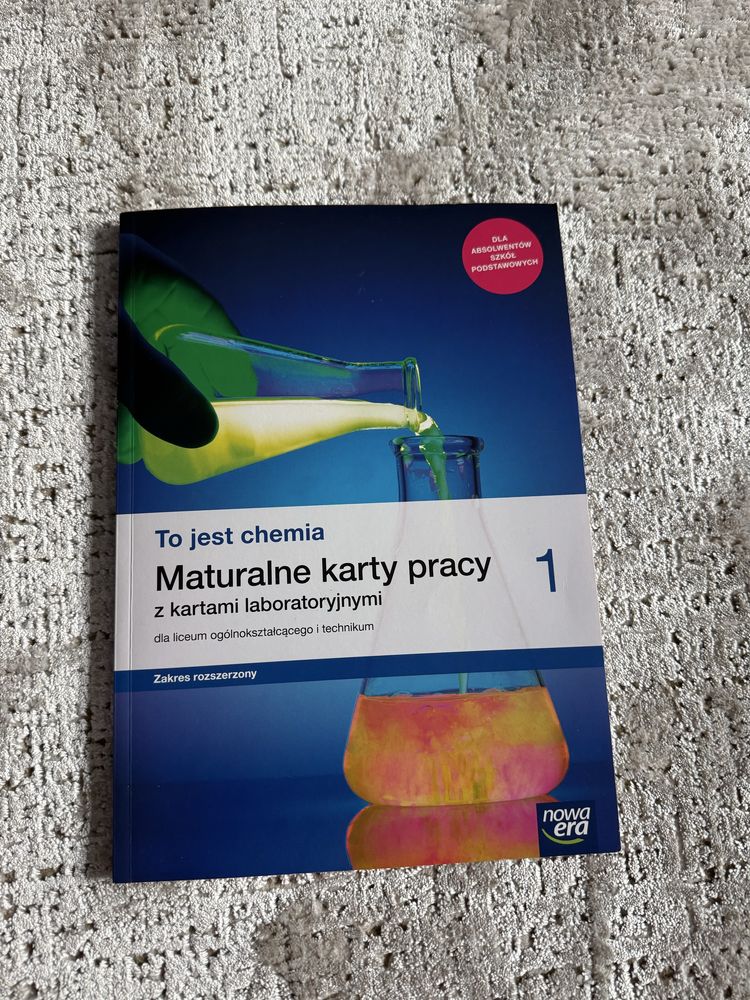 DLA
ABSOLWENTÓW
SZKÓŁ
PODSTAWOWYCH
To jest chemia
Maturalne karty pracy
1
z kartami laboratoryjnymi
dla liceum ogólnokształcącego i technikum
Zakres rozszerzony
nowa
era